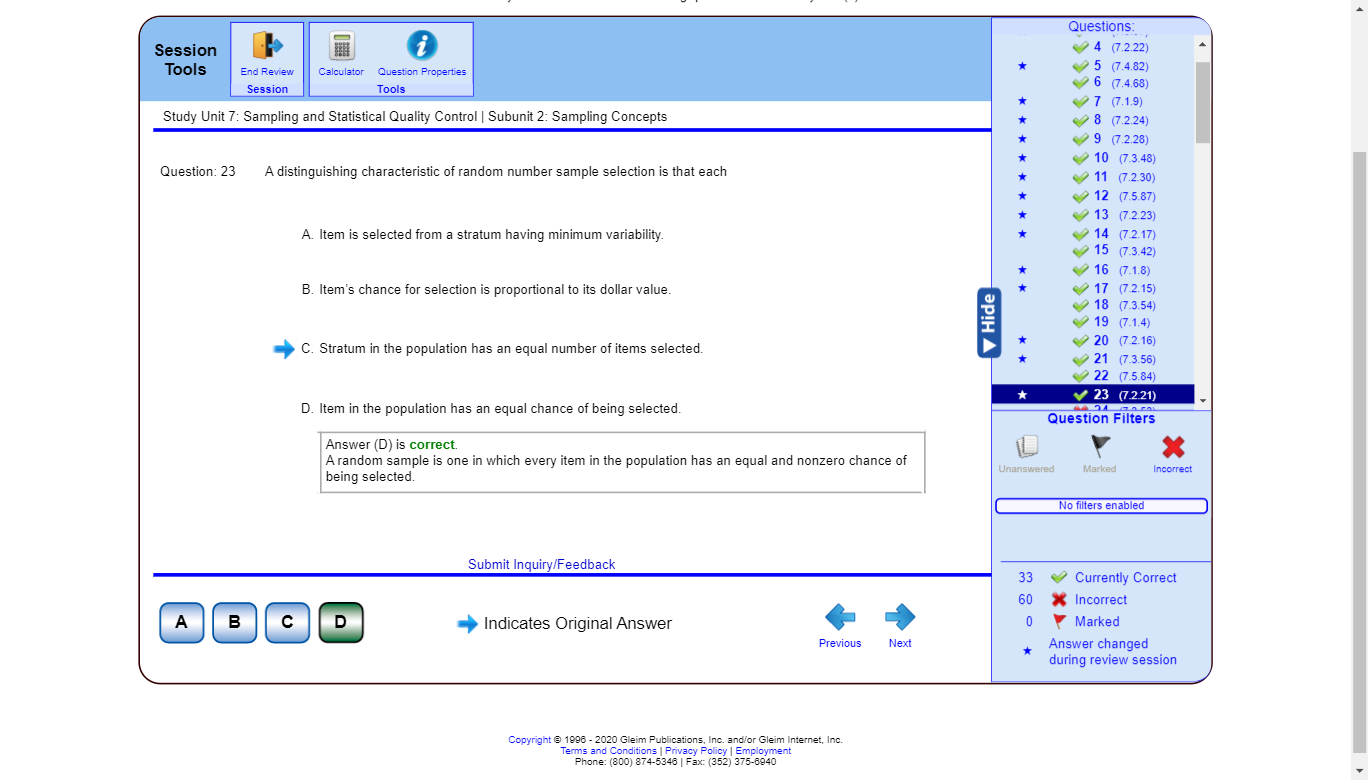 Session
Tools
End Review
Session
Calculator
Question Properties
Tools
Study Unit 7: Sampling and Statistical Quality Control | Subunit 2: Sampling Concepts
Question: 23 A distinguishing characteristic of random number sample selection is that each
A. Item is selected from a stratum having minimum variability.
B. Item's chance for selection is proportional to its dollar value.
C. Stratum in the population has an equal number of items selected.
D. Item in the population has an equal chance of being selected.
Answer (D) is correct.
A random sample is one in which every item in the population has an equal and nonzero chance of
being selected.
Submit Inquiry/Feedback
A
B
C
D
Indicates Original Answer
Previous
Next
Hide
Questions:
4 (7.2.22)
5 (7.4.82)
6 (7.4.68)
7 (7.1.9)
8 (7.2.24)
9 (7.2.28)
10 (7.3.48)
11 (7.2.30)
12 (7.5.87)
13 (7.2.23)
14 (7.2.17)
15 (7.3.42)
16 (7.1.8)
17 (7.2.15)
18 (7.3.54)
19 (7.1.4)
20 (7.2.16)
21 (7.3.56)
22 (7.5.84)
23 (7.2.21)
Question Filters
Unanswered
Marked
Incorrect
No filters enabled
33 Currently Correct
60 Incorrect
0 Marked
Answer changed
during review session
Copyright © 1996 - 2020 Gleim Publications, Inc. and/or Gleim Internet, Inc.
Terms and Conditions | Privacy Policy | Employment
Phone: (800) 874-5346 | Fax: (352) 375-6940